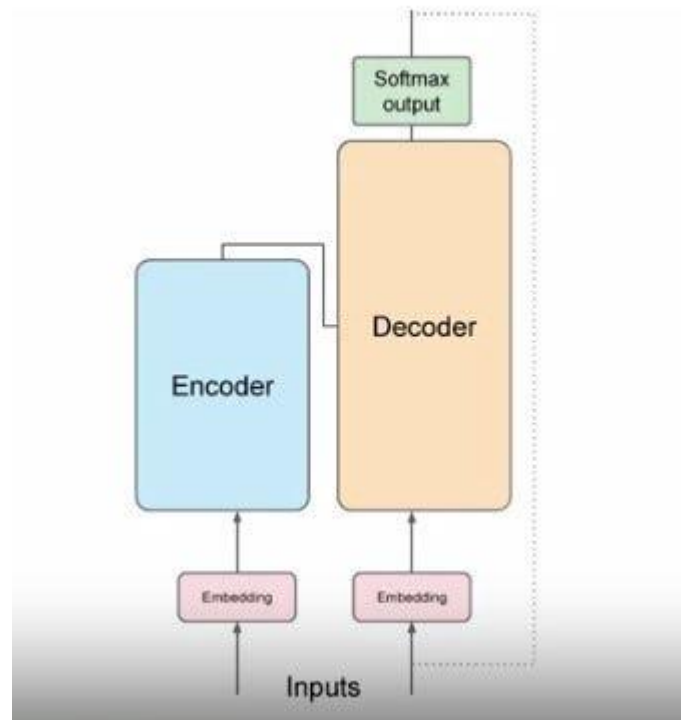 Softmax
output
Decoder
Encoder
Embedding
Embedding
Inputs